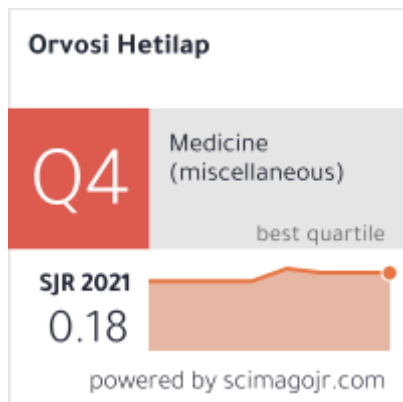 Orvosi Hetilap
Q4
Medicine
(miscellaneous)
best quartile
SJR 2021
0.18
powered by scimagojr.com